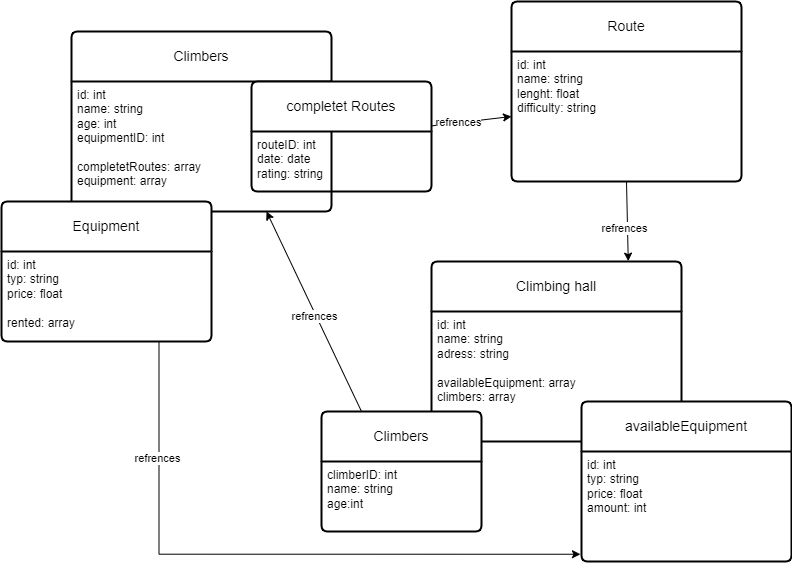 Climbers
id: int
name: string
age: int
equipmentID: int
completetRoutes: array
equipment: array
completet Routes
routeID: int
date: date
rating: string
refrences
Route
id: int
name: string
lenght: float
difficulty: string
refrences
Equipment
id: int
typ: string
price: float
rented: array
refrences
Climbing hall
id: int
name: string
adress: string
availableEquipment: array
climbers: array
Climbers
climberID: int
name: string
age:int
availableEquipment
id: int
typ: string
price: float
amount: int
refrences